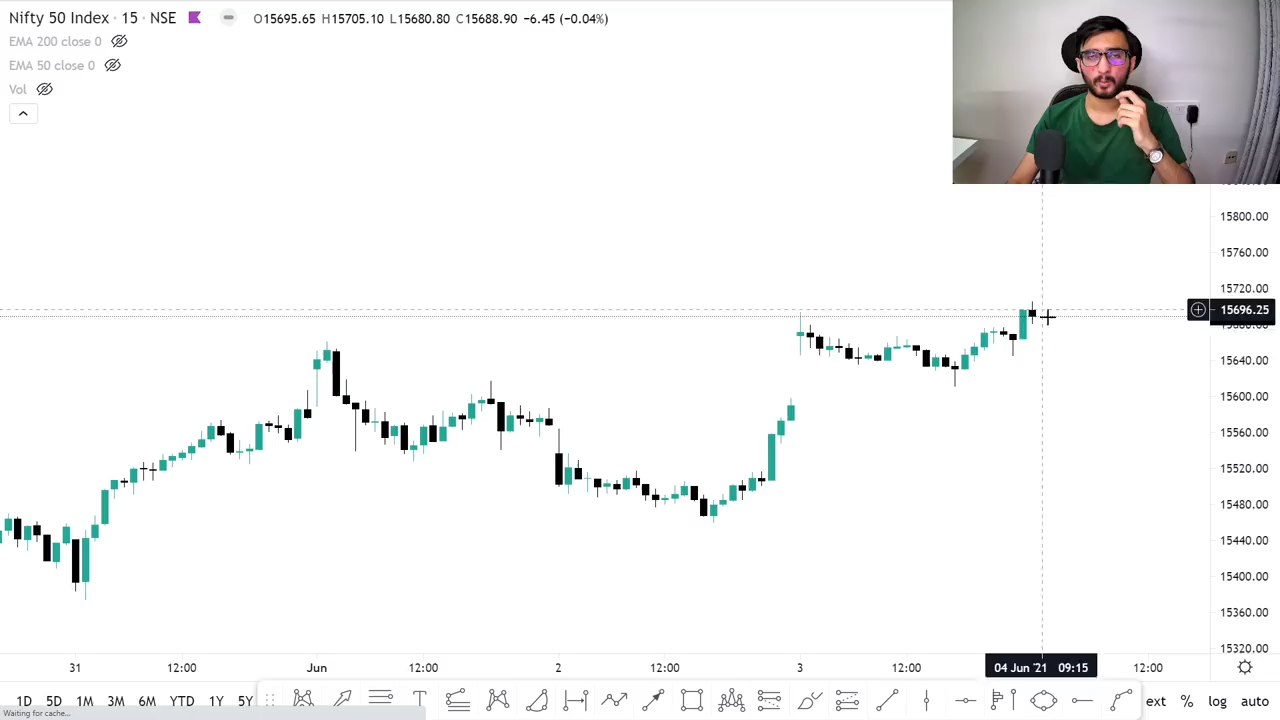 Nifty 50 Index · 15 · NSE O15695.65 H15705.10 L15680.80 C15688.90 −6.45 (−0.04%)
EMA 200 close 0
EMA 50 close 0
Vol
15800.00
15760.00
15720.00
15696.25
15640.00
15600.00
15560.00
15520.00
15480.00
15440.00
15400.00
15360.00
15320.00
31 12:00 Jun 12:00 2 12:00 3 12:00 04 Jun '21 09:15 12:00
1D 5D 1M 3M 6M YTD 1Y 5Y ext % log auto
Waiting for cache...